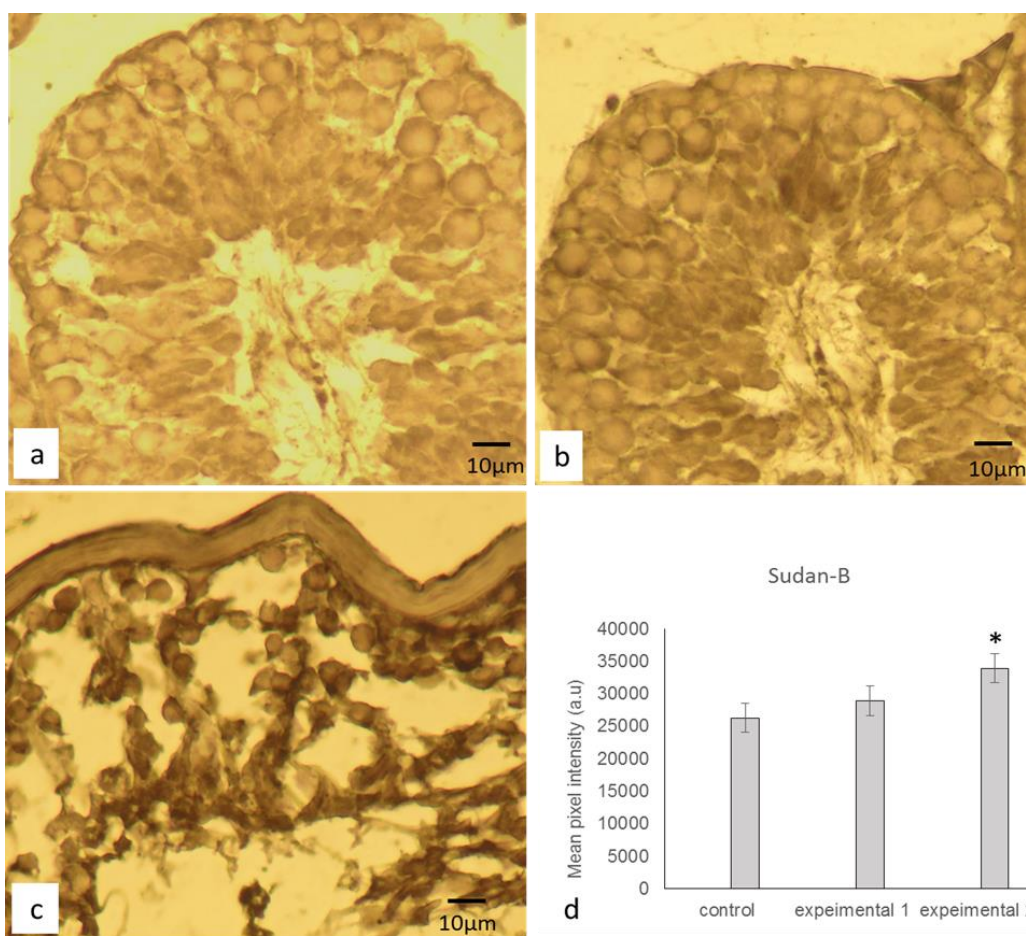 a
10µm
b
10µm
c
10µm
d
Sudan-B
Mean pixel intensity (a.u)
40000
35000
30000
25000
20000
15000
10000
5000
0
*
control expeimental 1 expeimental